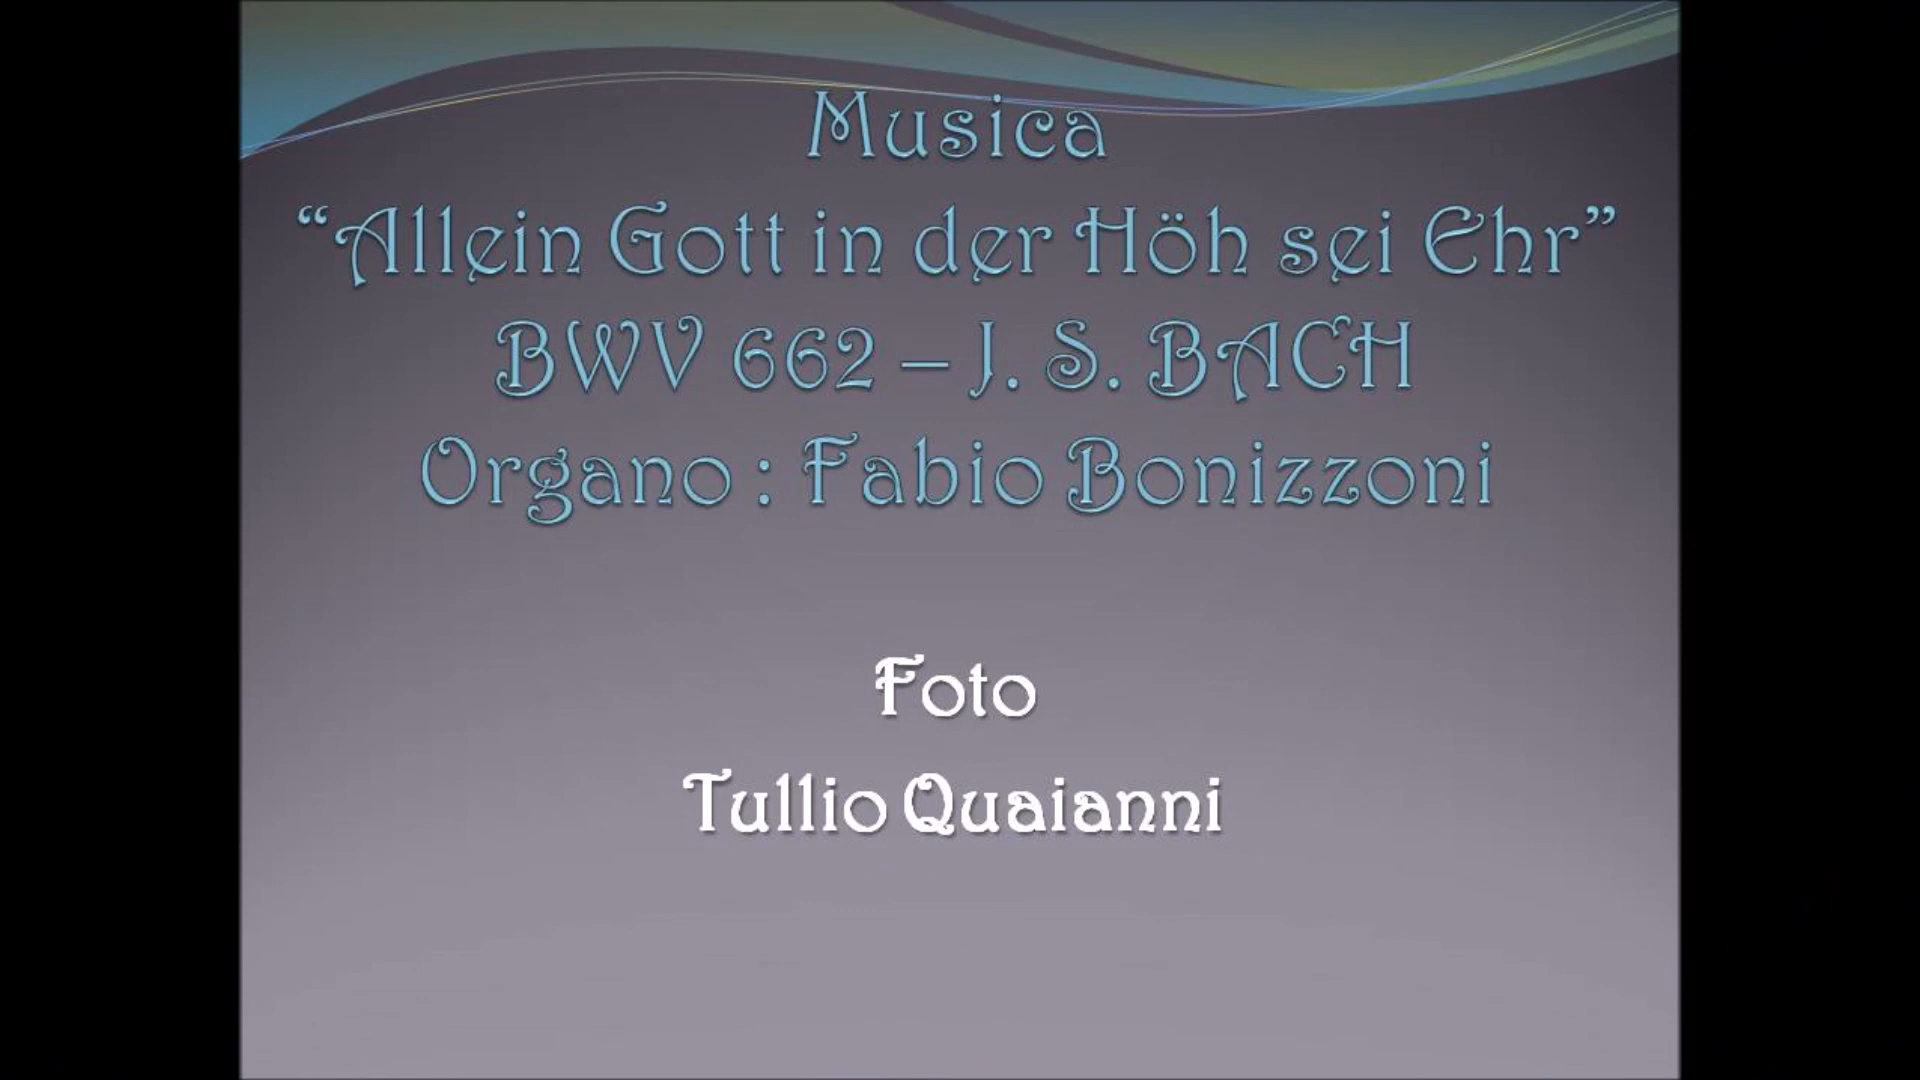 Musica
“Allein Gott in der Höh sei Ehr”
BWV 662 – J. S. BACH
Organo : Fabio Bonizzoni
Foto
Tullio Quaianni